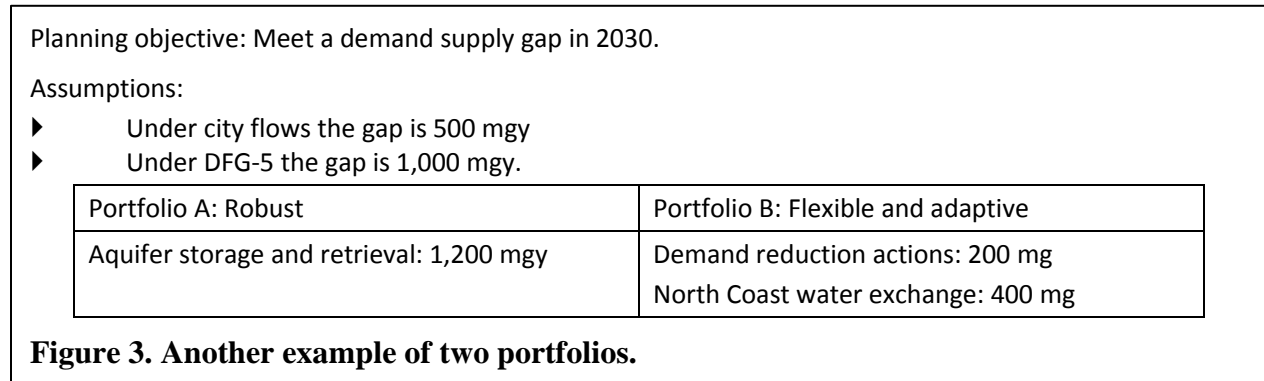 Planning objective: Meet a demand supply gap in 2030.
Assumptions:
Under city flows the gap is 500 mgy
Under DFG-5 the gap is 1,000 mgy.
Portfolio A: Robust
Portfolio B: Flexible and adaptive
Aquifer storage and retrieval: 1,200 mgy
Demand reduction actions: 200 mg
North Coast water exchange: 400 mg
Figure 3. Another example of two portfolios.